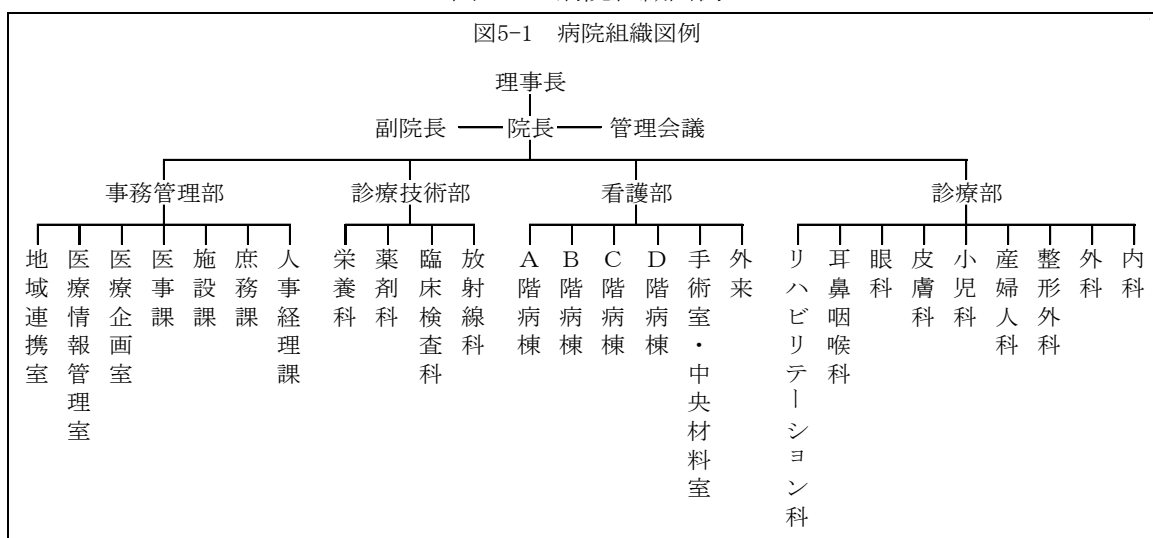 図5-1 病院組織図例
理事長
副院長 院長 管理会議
事務管理部 診療技術部 看護部 診療部
地域連携室
医療情報管理室
医療企画室
医事課
施設課
庶務課
人事経理課
栄養科
薬剤科
臨床検査科
放射線科
A階病棟
B階病棟
C階病棟
D階病棟
手術室・中央材料室
外来
リハビリテーション科
耳鼻咽喉科
眼科
皮膚科
小児科
産婦人科
整形外科
外科
内科